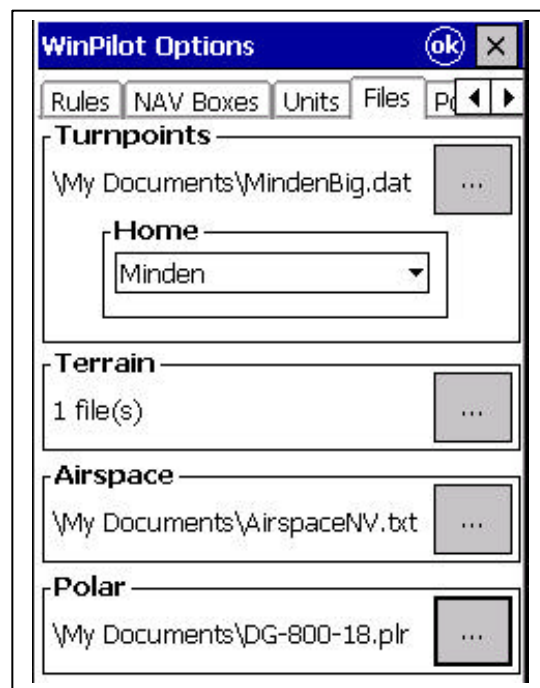 WinPilot Options ok
Rules NAV Boxes Units Files
Turnpoints
\My Documents\MindenBig.dat ...
Home
Minden
Terrain
1 file(s) ...
Airspace
\My Documents\AirspaceNV.txt ...
Polar
\My Documents\DG-800-18.plr ...